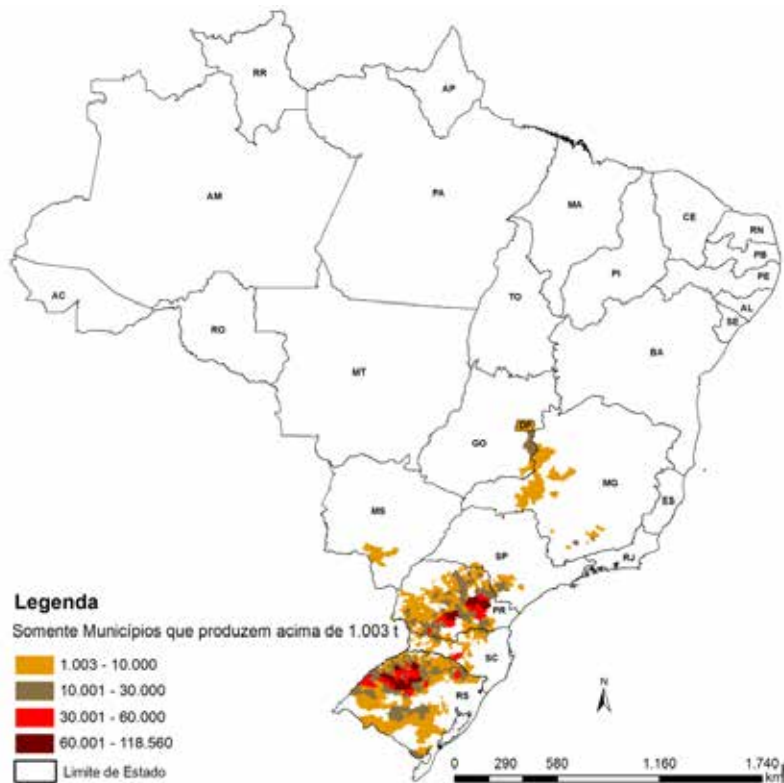 RR
AP
AM
PA
MA
CE
RN
PB
PE
AL
SE
PI
AC
TO
RO
BA
MT
DF
GO
MG
ES
MS
SP
RJ
PR
SC
RS
Legenda
Somente Municípios que produzem acima de 1.003 t
1.003 - 10.000
10.001 - 30.000
30.001 - 60.000
60.001 - 118.560
Limite de Estado
N
0 290 580 1.160 1.740
km